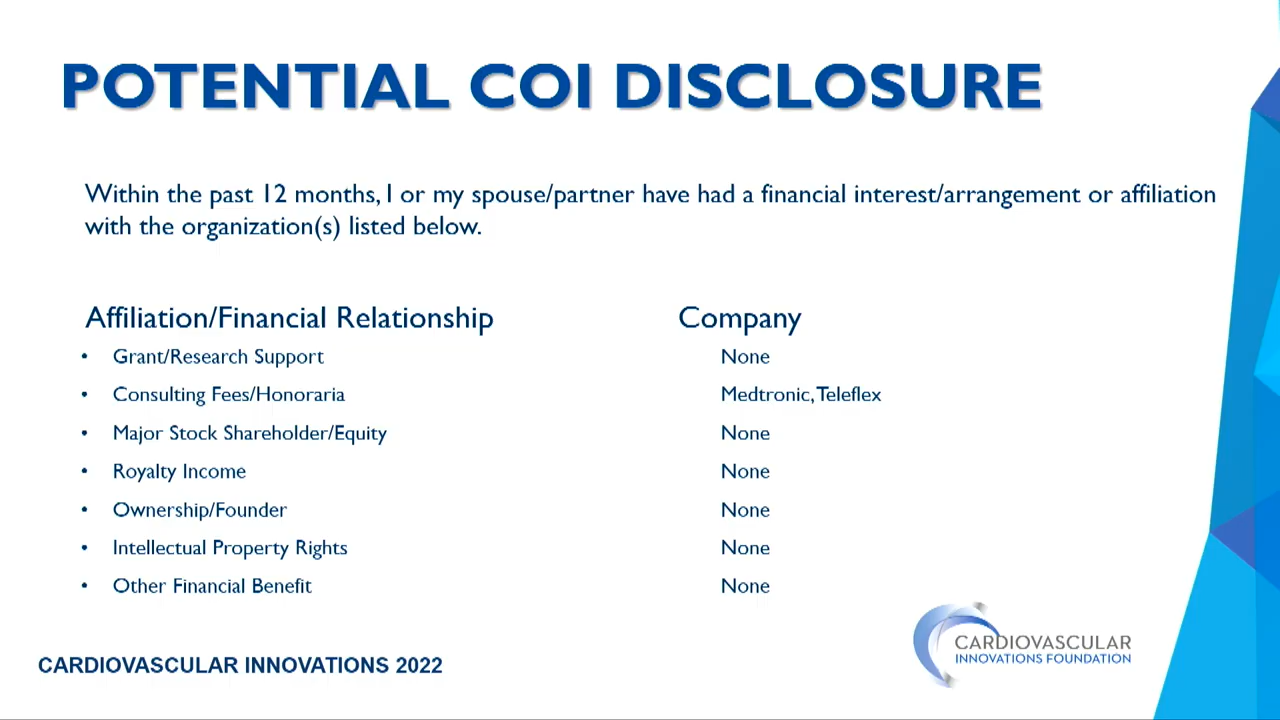 POTENTIAL COI DISCLOSURE
Within the past 12 months, I or my spouse/partner have had a financial interest/arrangement or affiliation
with the organization(s) listed below.
Affiliation/Financial Relationship Company
• Grant/Research Support None
• Consulting Fees/Honoraria Medtronic, Teleflex
• Major Stock Shareholder/Equity None
• Royalty Income None
• Ownership/Founder None
• Intellectual Property Rights None
• Other Financial Benefit None
CARDIOVASCULAR
INNOVATIONS FOUNDATION
CARDIOVASCULAR INNOVATIONS 2022